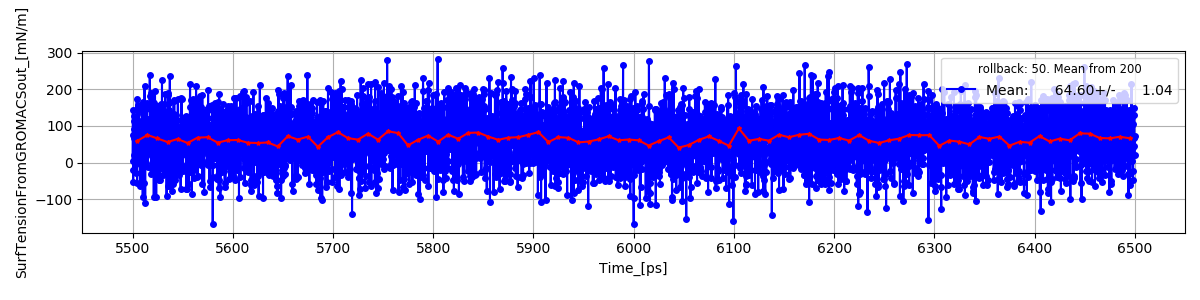 SurfTensionFromGROMACSout_[mN/m]
300
200
100
0
−100
rollback: 50. Mean from 200
Mean: 64.60+/- 1.04
5500 5600 5700 5800 5900 6000 6100 6200 6300 6400 6500
Time_[ps]